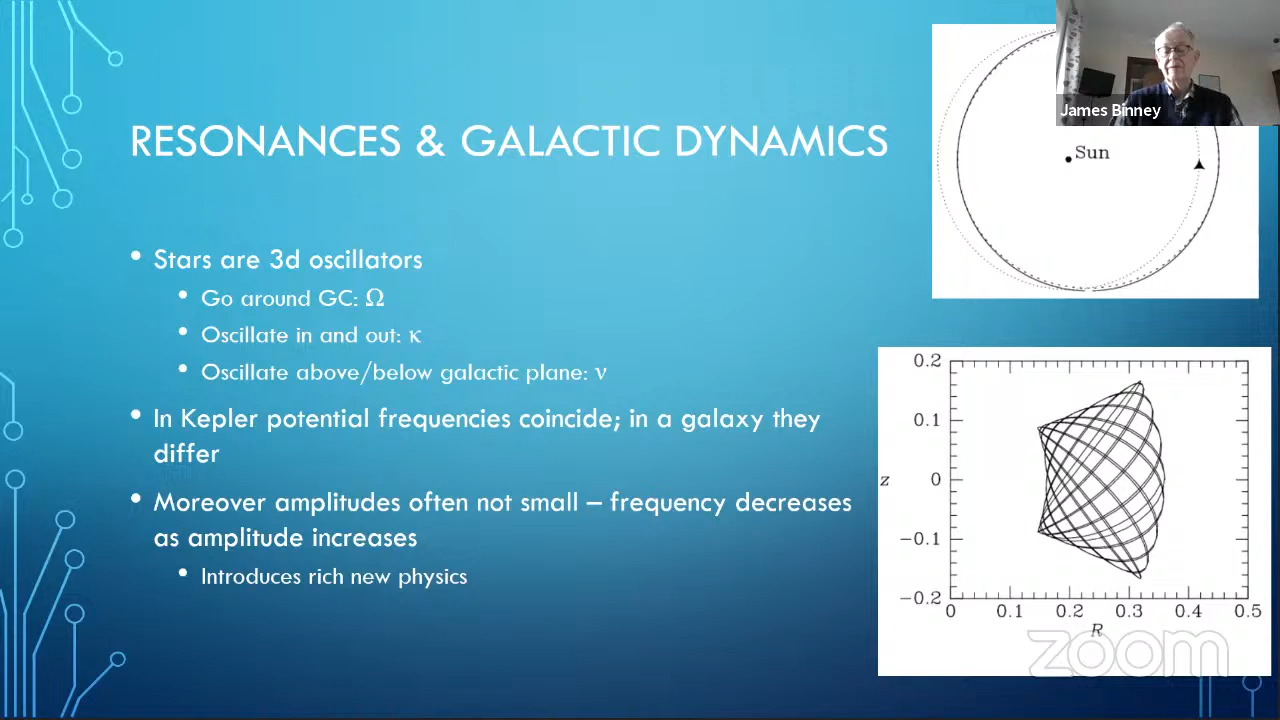 James Binney
RESONANCES & GALACTIC DYNAMICS
Sun
• Stars are 3d oscillators
• Go around GC: Ω
• Oscillate in and out: κ
• Oscillate above/below galactic plane: ν
• In Kepler potential frequencies coincide; in a galaxy they
differ
• Moreover amplitudes often not small – frequency decreases
as amplitude increases
• Introduces rich new physics
0.2
0.1
z
0
−0.1
−0.2
0 0.1 0.2 0.3 0.4 0.5
R
zoom